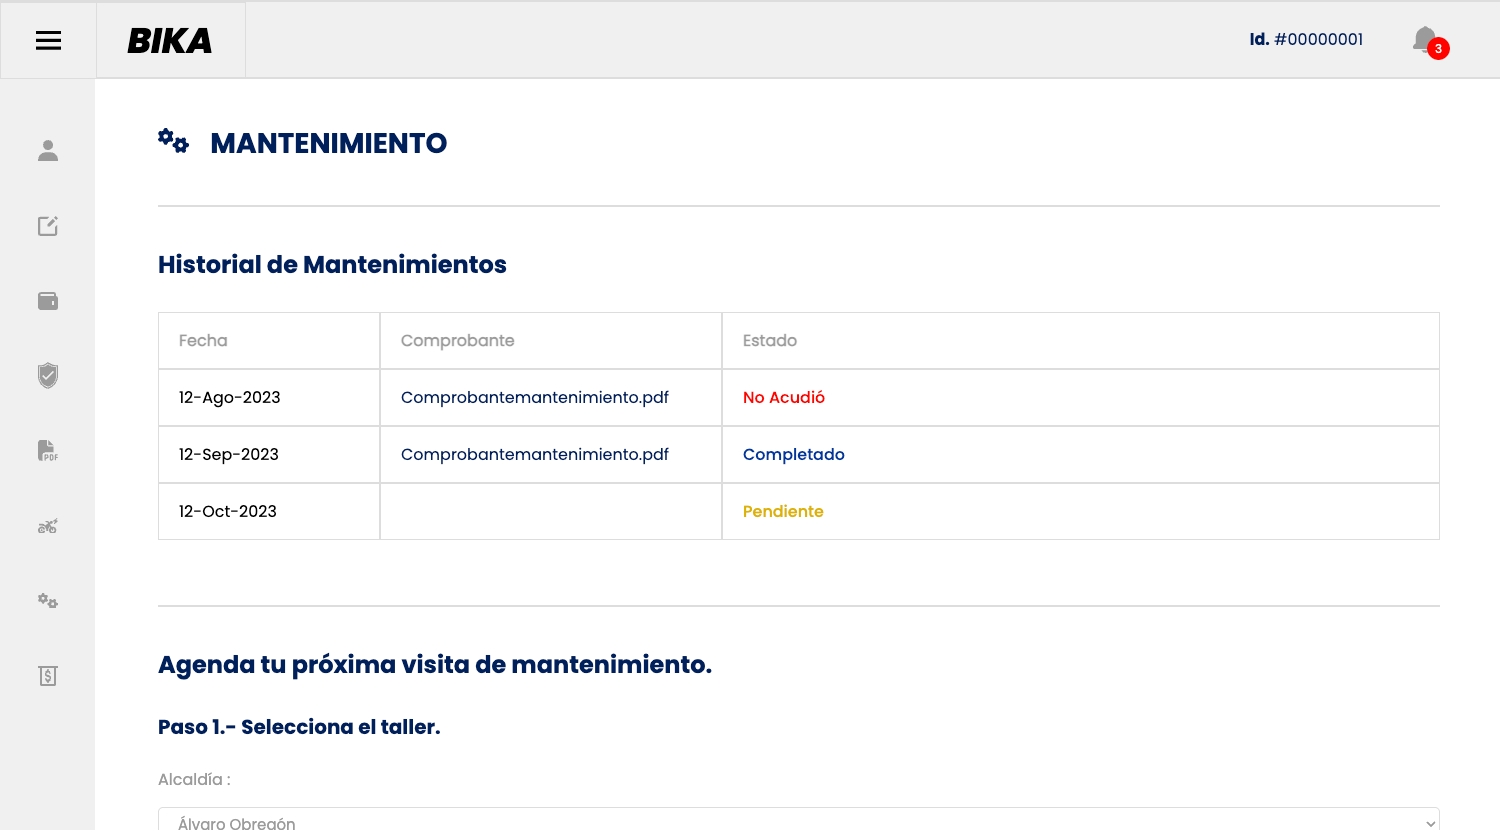 BIKA
Id. #00000001
3
MANTENIMIENTO
Historial de Mantenimientos
Fecha Comprobante Estado
12-Ago-2023 Comprobantemantenimiento.pdf No Acudió
12-Sep-2023 Comprobantemantenimiento.pdf Completado
12-Oct-2023 Pendiente
PDF
$
Agenda tu próxima visita de mantenimiento.
Paso 1.- Selecciona el taller.
Alcaldía :
Álvaro Obregón